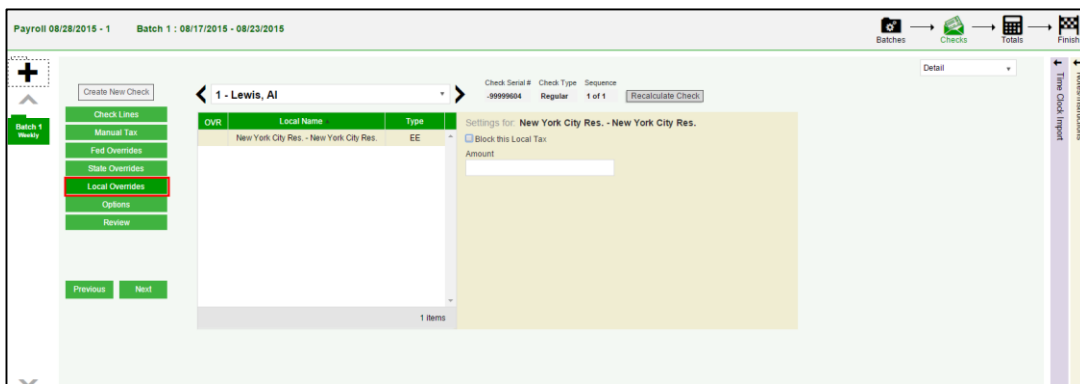 Payroll 08/28/2015 - 1 Batch 1 : 08/17/2015 - 08/23/2015
Batches Checks Totals Finish
Detail
Create New Check
1 - Lewis, Al
Check Serial # Check Type Sequence
-99999604 Regular 1 of 1 Recalculate Check
Batch 1
Weekly
Check Lines
Manual Tax
Fed Overrides
State Overrides
Local Overrides
Options
Review
Previous Next
OVR Local Name Type
New York City Res. - New York City Res. EE
1 items
Settings for: New York City Res. - New York City Res.
Block this Local Tax
Amount
Time Clock Import